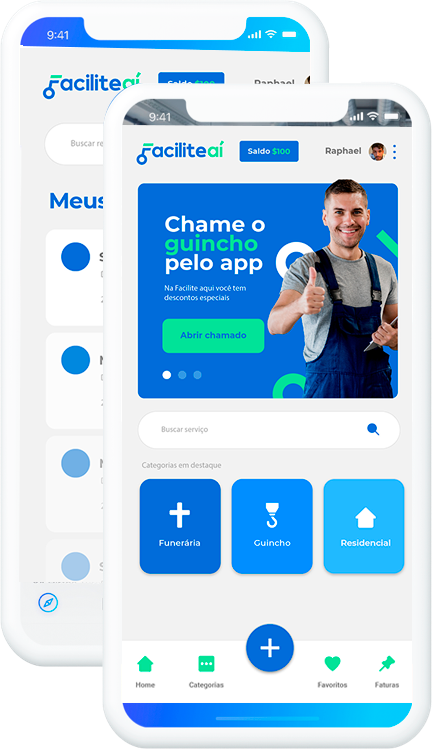 9:41
Faciliteaí
Saldo $100
Raphael
Buscar
Meus
9:41
Faciliteaí
Saldo $100
Raphael
Chame o
guincho
pelo app
Na Facilite aqui você tem
descontos especiais
Abrir chamado
Buscar serviço
Categorias em destaque
Funerária
Guincho
Residencial
Home
Categorias
Favoritos
Faturas